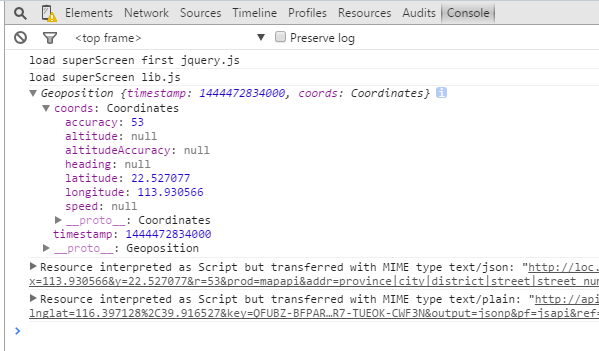 Elements Network Sources Timeline Profiles Resources Audits Console
<top frame> ▼ Preserve log
load superScreen first jquery.js
load superScreen lib.js
▼ Geoposition {timestamp: 1444472834000, coords: Coordinates} i
▼ coords: Coordinates
accuracy: 53
altitude: null
altitudeAccuracy: null
heading: null
latitude: 22.527077
longitude: 113.930566
speed: null
▶ __proto__: Coordinates
timestamp: 1444472834000
▶ __proto__: Geoposition
▶ Resource interpreted as Script but transferred with MIME type text/json: "http://loc.
x=113.930566&y=22.527077&r=53&prod=mapapi&addr=province|city|district|street|street_nu
▶ Resource interpreted as Script but transferred with MIME type text/plain: "http://api
lnglat=116.397128%2C39.916527&key=QFUBZ-BFPAR…R7-TUEOK-CWF3N&output=jsonp&pf=jsapi&ref=
>